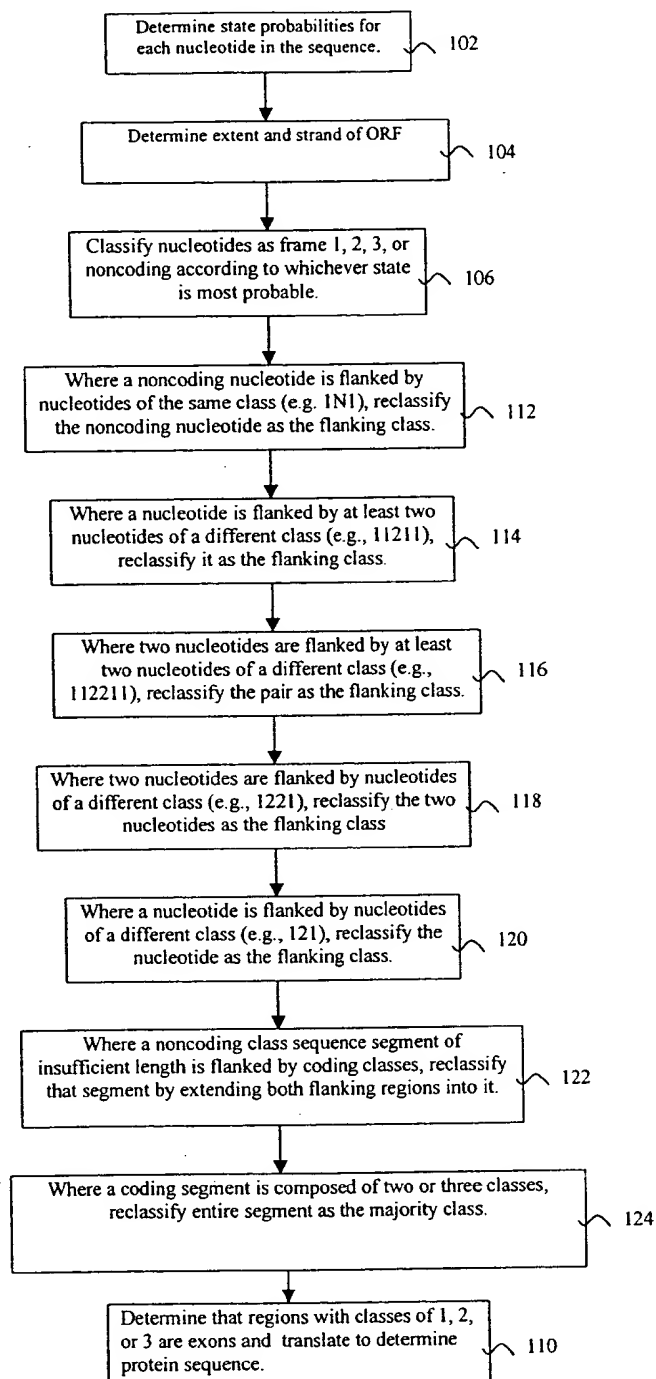 Determine state probabilities for
each nucleotide in the sequence.
102
Determine extent and strand of ORF
104
Classify nucleotides as frame 1, 2, 3, or
noncoding according to whichever state
is most probable.
106
Where a noncoding nucleotide is flanked by
nucleotides of the same class (e.g. 1N1), reclassify
the noncoding nucleotide as the flanking class.
112
Where a nucleotide is flanked by at least two
nucleotides of a different class (e.g., 11211),
reclassify it as the flanking class.
114
Where two nucleotides are flanked by at least
two nucleotides of a different class (e.g.,
112211), reclassify the pair as the flanking class.
116
Where two nucleotides are flanked by nucleotides
of a different class (e.g., 1221), reclassify the two
nucleotides as the flanking class
118
Where a nucleotide is flanked by nucleotides
of a different class (e.g., 121), reclassify the
nucleotide as the flanking class.
120
Where a noncoding class sequence segment of
insufficient length is flanked by coding classes, reclassify
that segment by extending both flanking regions into it.
122
Where a coding segment is composed of two or three classes,
reclassify entire segment as the majority class.
124
Determine that regions with classes of 1, 2,
or 3 are exons and translate to determine
protein sequence.
110